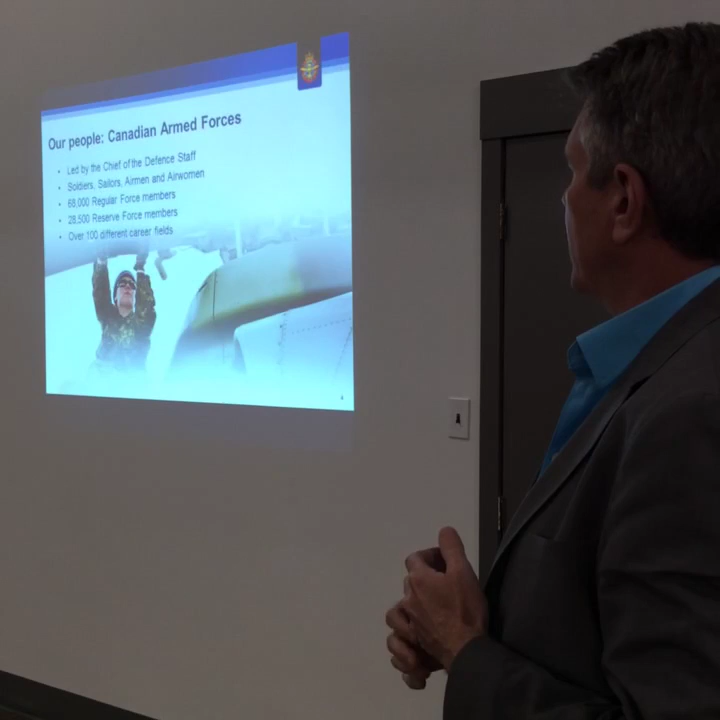 Our people: Canadian Armed Forces
• Led by the Chief of the Defence Staff
• Soldiers, Sailors, Airmen and Airwomen
• 68,000 Regular Force members
• 28,500 Reserve Force members
• Over 100 different career fields